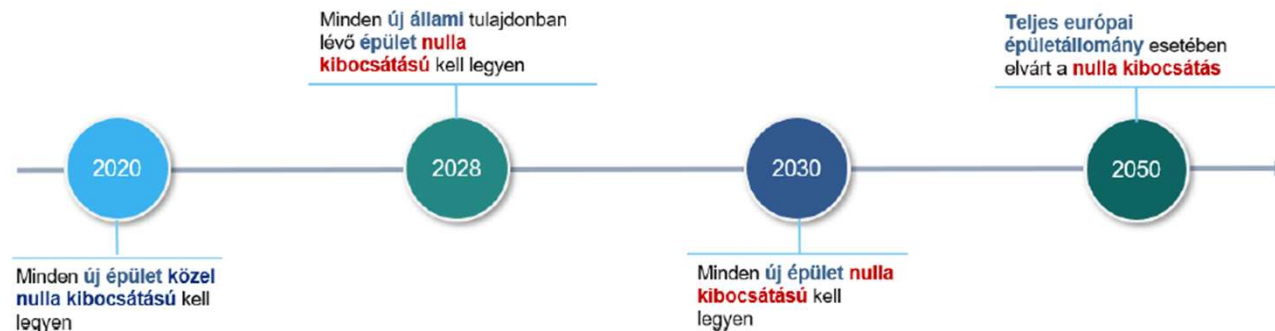 2020
Minden új épület közel
nulla kibocsátású kell
legyen
Minden új állami tulajdonban
lévő épület nulla
kibocsátású kell legyen
2028
2030
Minden új épület nulla
kibocsátású kell
legyen
Teljes európai
épületállomány esetében
elvárt a nulla kibocsátás
2050